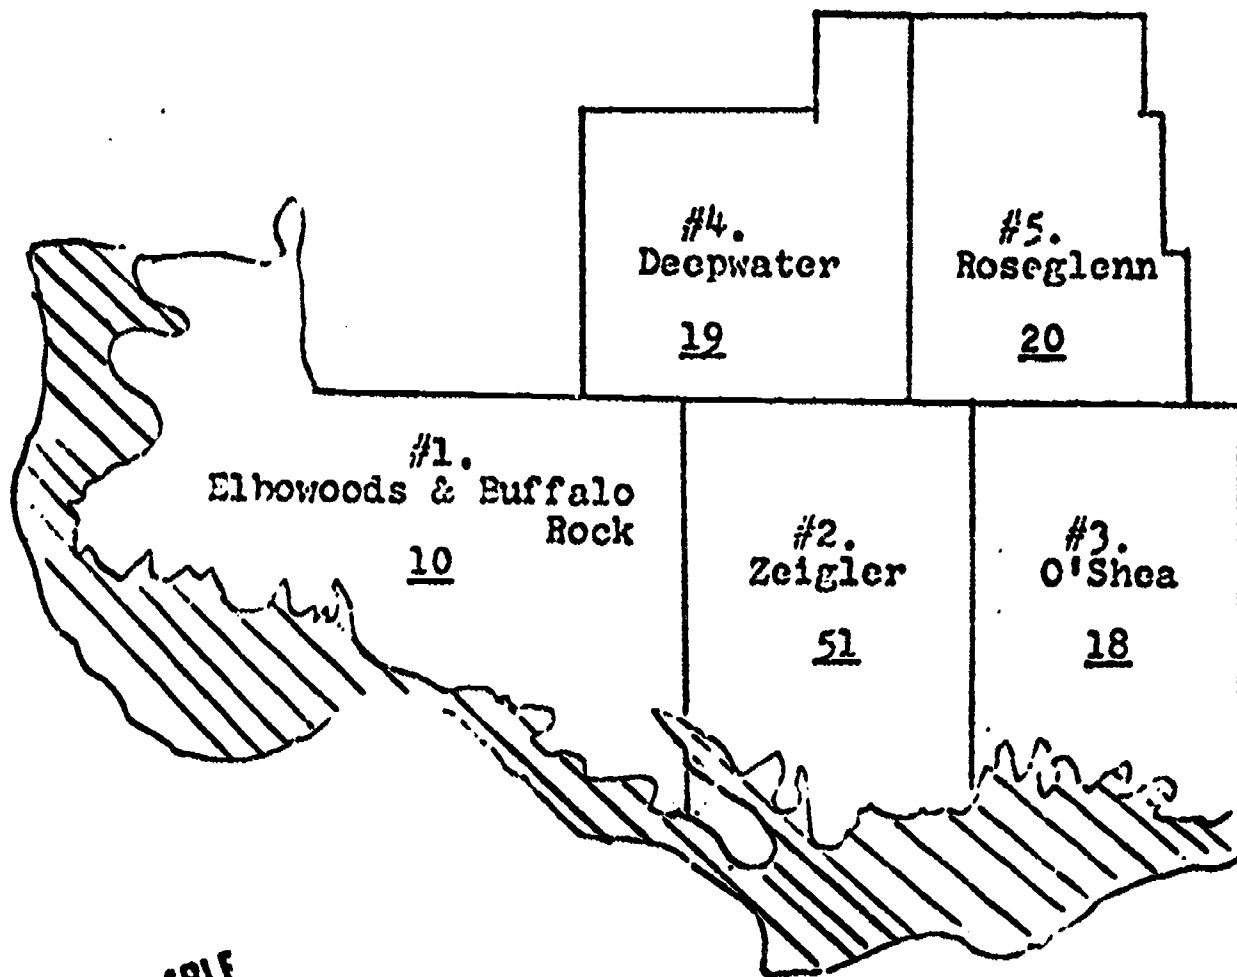 #4.
Deepwater
19
#5.
Roseglenn
20
#1.
Elbowoods & Buffalo
Rock
10
#2.
Zeigler
51
#3.
O'Shea
18